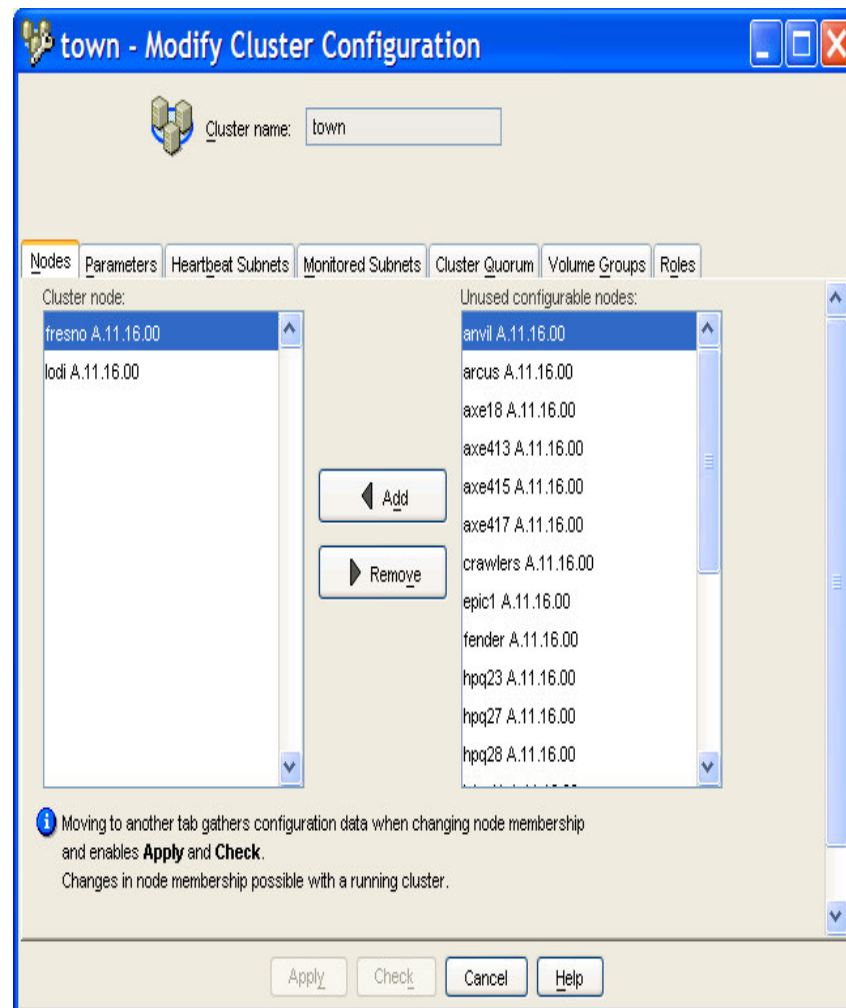 town - Modify Cluster Configuration
Cluster name: town
Nodes Parameters Heartbeat Subnets Monitored Subnets Cluster Quorum Volume Groups Roles
Cluster node:
fresno A.11.16.00
lodi A.11.16.00
Add
Remove
Unused configurable nodes:
anvil A.11.16.00
arcus A.11.16.00
axe18 A.11.16.00
axe413 A.11.16.00
axe415 A.11.16.00
axe417 A.11.16.00
crawlers A.11.16.00
epic1 A.11.16.00
fender A.11.16.00
hpq23 A.11.16.00
hpq27 A.11.16.00
hpq28 A.11.16.00
Moving to another tab gathers configuration data when changing node membership
and enables Apply and Check.
Changes in node membership possible with a running cluster.
Apply Check Cancel Help